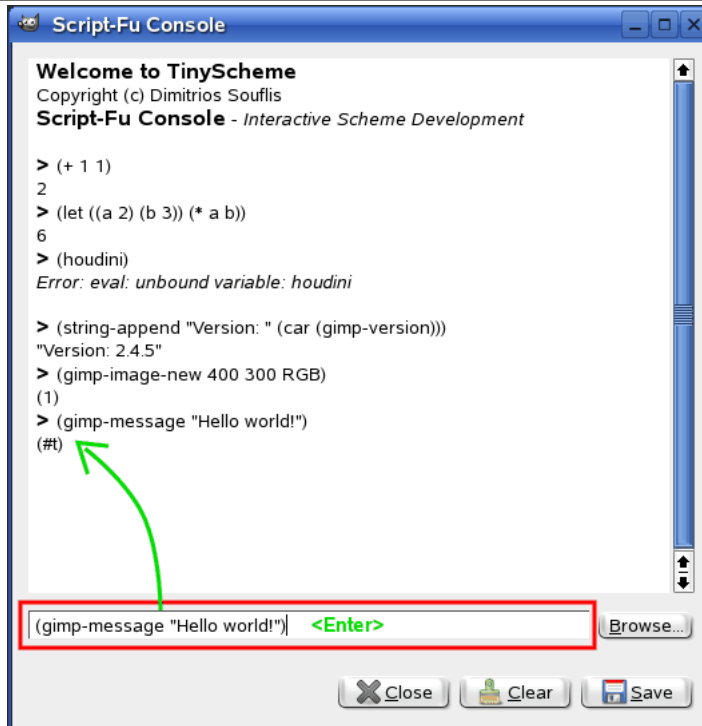 Script-Fu Console
Welcome to TinyScheme
Copyright (c) Dimitrios Souflis
Script-Fu Console - Interactive Scheme Development
> (+ 1 1)
2
> (let ((a 2) (b 3)) (* a b))
6
> (houdini)
Error: eval: unbound variable: houdini
> (string-append "Version: " (car (gimp-version)))
"Version: 2.4.5"
> (gimp-image-new 400 300 RGB)
(1)
> (gimp-message "Hello world!")
(#t)
(gimp-message "Hello world!") <Enter>
Browse...
Close Clear Save